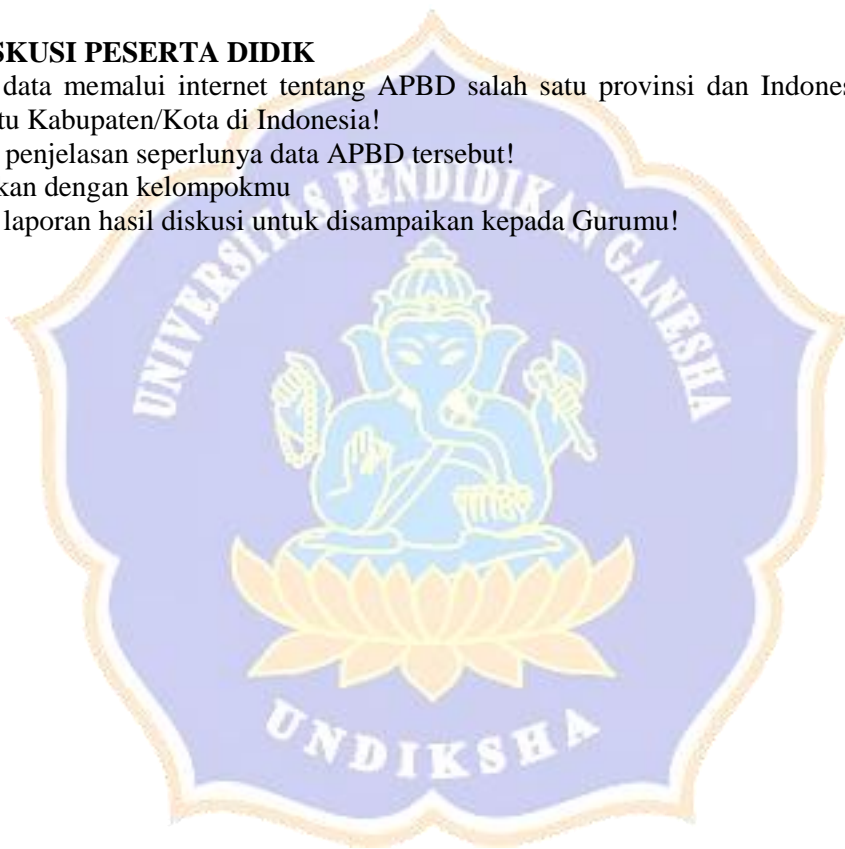 SKUSI PESERTA DIDIK
data memalui internet tentang APBD salah satu provinsi dan Indones
tu Kabupaten/Kota di Indonesia!
penjelasan seperlunya data APBD tersebut!
kan dengan kelompokmu
laporan hasil diskusi untuk disampaikan kepada Gurumu!
UNIVERSITAS PENDIDIKAN GANESHA
UNDIKSHA